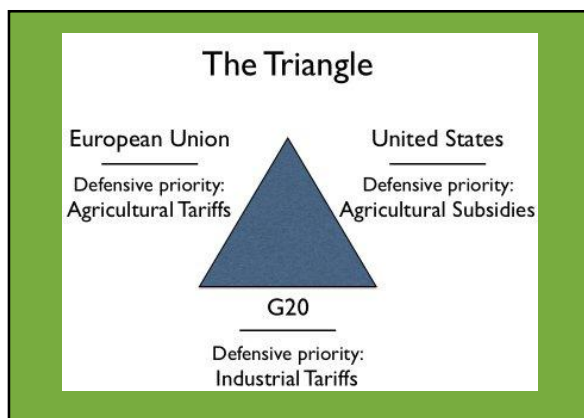 The Triangle
European Union
Defensive priority:
Agricultural Tariffs
United States
Defensive priority:
Agricultural Subsidies
G20
Defensive priority:
Industrial Tariffs